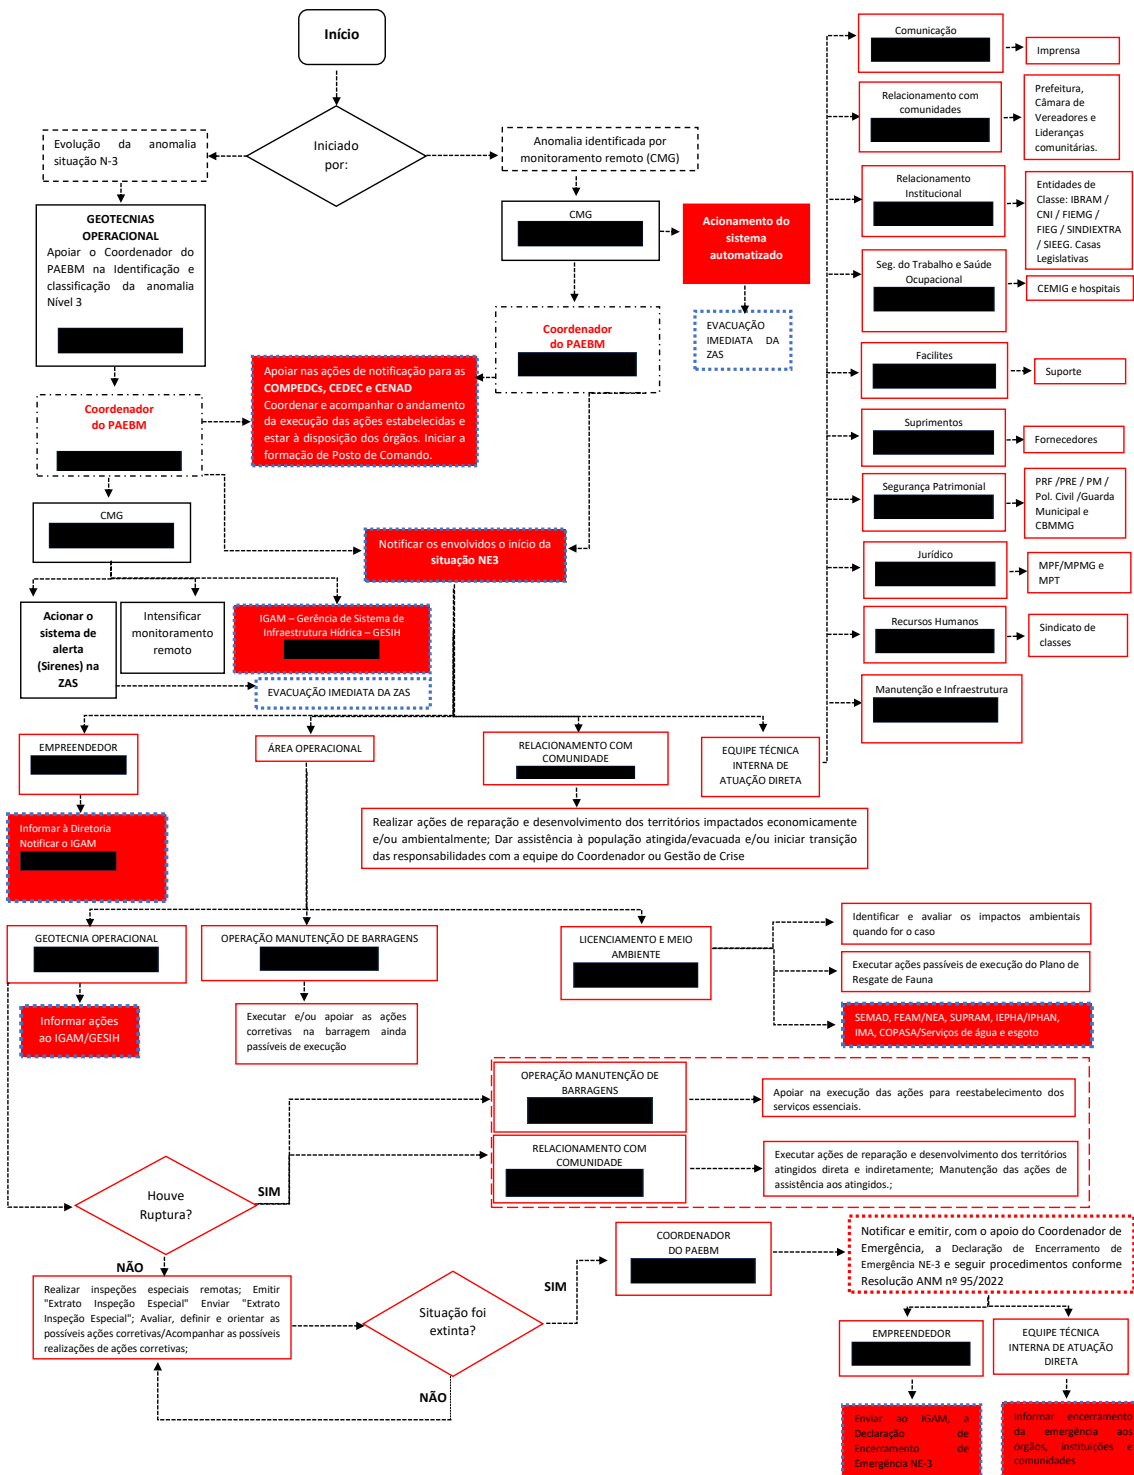 Início
Iniciado
por:
Evolução da anomalia
situação N-3
Anomalia identificada por
monitoramento remoto (CMG)
GEOTECNIAS
OPERACIONAL
Apoiar o Coordenador do
PAEBM na Identificação e
classificação da anomalia
Nível 3
CMG
Acionamento do
sistema
automatizado
EVACUAÇÃO
IMEDIATA DA
ZAS
Coordenador
do PAEBM
Coordenador
do PAEBM
Apoiar nas ações de notificação para as
COMPEDCs, CEDEC e CENAD
Coordenar e acompanhar o andamento
da execução das ações estabelecidas e
estar à disposição dos órgãos. Iniciar a
formação de Posto de Comando.
CMG
Notificar os envolvidos o início da
situação NE3
Acionar o
sistema de
alerta
(Sirenes) na
ZAS
Intensificar
monitoramento
remoto
IGAM – Gerência de Sistema de
Infraestrutura Hídrica – GESIH
EVACUAÇÃO IMEDIATA DA ZAS
Comunicação
Imprensa
Relacionamento com
comunidades
Prefeitura,
Câmara de
Vereadores e
Lideranças
comunitárias.
Relacionamento
Institucional
Entidades de
Classe: IBRAM /
CNI / FIEMG /
FIEG / SINDIEXTRA
/ SIEEG. Casas
Legislativas
Seg. do Trabalho e Saúde
Ocupacional
CEMIG e hospitais
Facilites
Suporte
Suprimentos
Fornecedores
Segurança Patrimonial
PRF /PRE / PM /
Pol. Civil /Guarda
Municipal e
CBMMG
Jurídico
MPF/MPMG e
MPT
Recursos Humanos
Sindicato de
classes
Manutenção e Infraestrutura
EMPREENDEDOR
ÁREA OPERACIONAL
RELACIONAMENTO COM
COMUNIDADE
EQUIPE TÉCNICA
INTERNA DE
ATUAÇÃO DIRETA
Informar à Diretoria
Notificar o IGAM
Realizar ações de reparação e desenvolvimento dos territórios impactados economicamente
e/ou ambientalmente; Dar assistência à população atingida/evacuada e/ou iniciar transição
das responsabilidades com a equipe do Coordenador ou Gestão de Crise
GEOTECNIA OPERACIONAL
OPERAÇÃO MANUTENÇÃO DE BARRAGENS
LICENCIAMENTO E MEIO
AMBIENTE
Identificar e avaliar os impactos ambientais
quando for o caso
Executar ações passíveis de execução do Plano de
Resgate de Fauna
SEMAD, FEAM/NEA, SUPRAM, IEPHA/IPHAN,
IMA, COPASA/Serviços de água e esgoto
Informar ações
ao IGAM/GESIH
Executar e/ou apoiar as ações
corretivas na barragem ainda
passíveis de execução
OPERAÇÃO MANUTENÇÃO DE
BARRAGENS
Apoiar na execução das ações para reestabelecimento dos
serviços essenciais.
RELACIONAMENTO COM
COMUNIDADE
Executar ações de reparação e desenvolvimento dos territórios
atingidos direta e indiretamente; Manutenção das ações de
assistência aos atingidos.;
Houve
Ruptura?
SIM
NÃO
Realizar inspeções especiais remotas; Emitir
"Extrato Inspeção Especial" Enviar "Extrato
Inspeção Especial"; Avaliar, definir e orientar as
possíveis ações corretivas/Acompanhar as possíveis
realizações de ações corretivas;
Situação foi
extinta?
SIM
NÃO
COORDENADOR
DO PAEBM
Notificar e emitir, com o apoio do Coordenador de
Emergência, a Declaração de Encerramento de
Emergência NE-3 e seguir procedimentos conforme
Resolução ANM nº 95/2022
EMPREENDEDOR
EQUIPE TÉCNICA
INTERNA DE ATUAÇÃO
DIRETA
Enviar ao IGAM, a
Declaração de
Encerramento de
Emergência NE-3
Informar encerramento
da emergência aos
órgãos, instituições e
comunidades